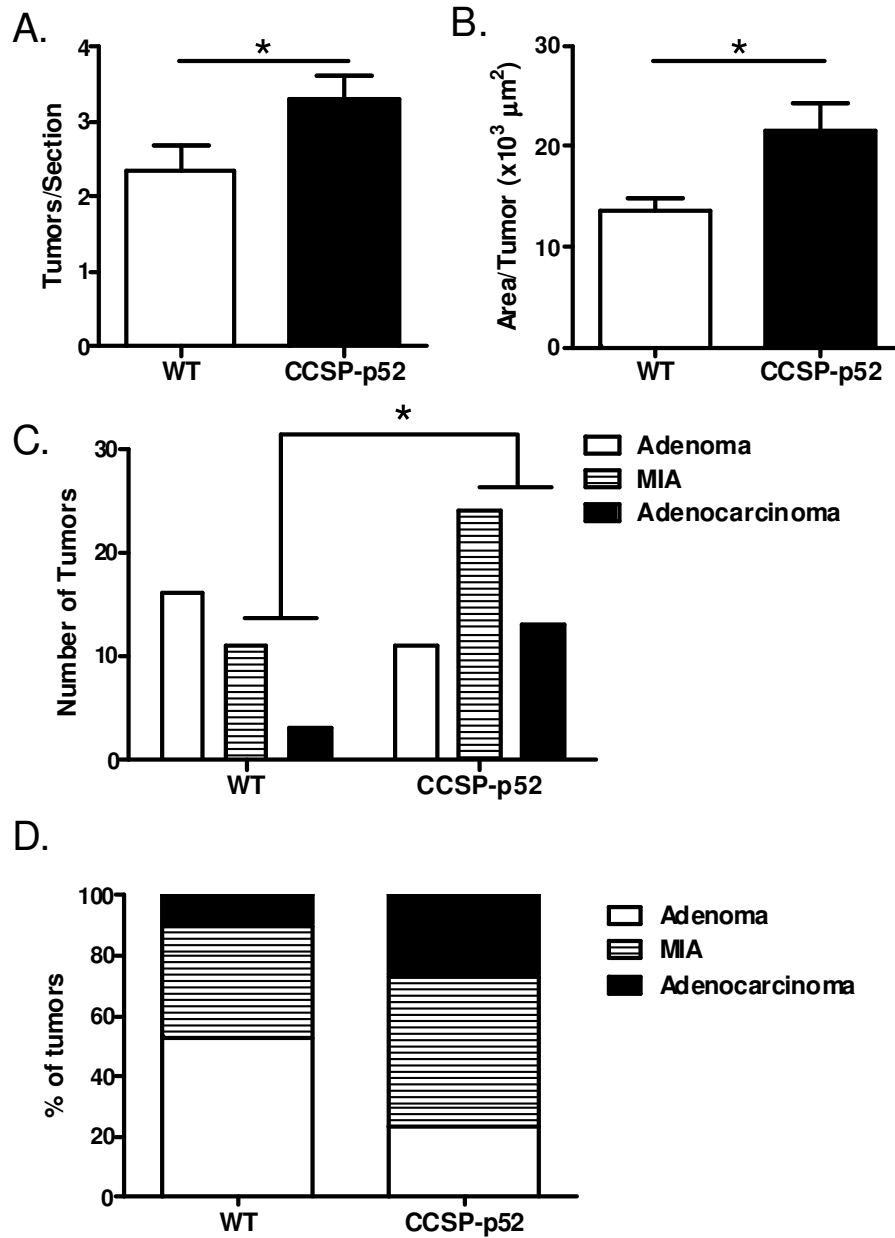 A.
*
Tumors/Section
4
3
2
1
0
WT CCSP-p52
B.
*
Area/Tumor (x10³ µm²)
30
20
10
0
WT CCSP-p52
C.
*
Number of Tumors
30
20
10
0
WT CCSP-p52
Adenoma
MIA
Adenocarcinoma
D.
% of tumors
100
80
60
40
20
0
WT CCSP-p52
Adenoma
MIA
Adenocarcinoma